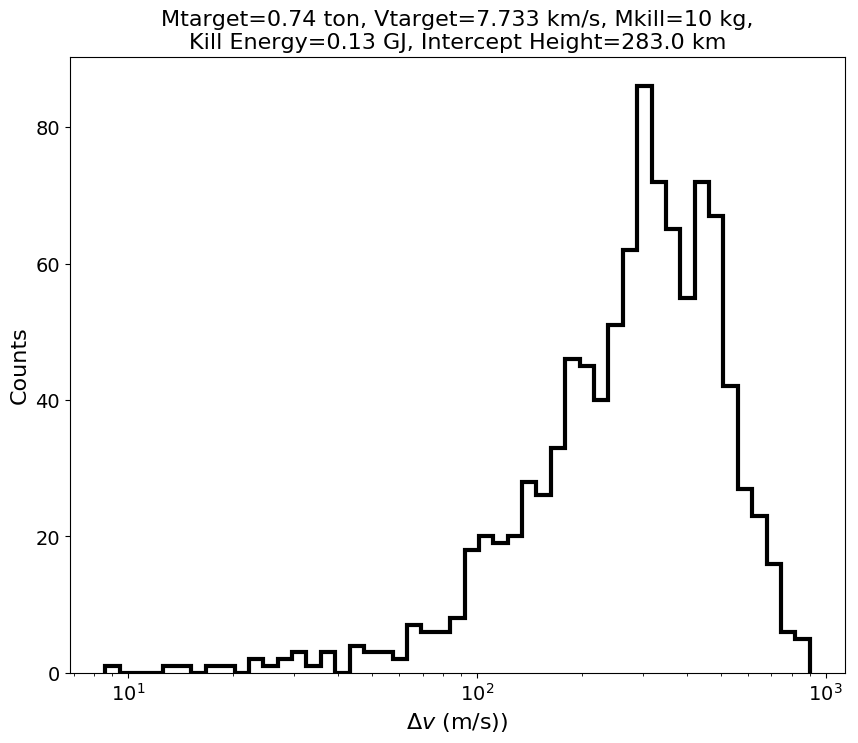 Mtarget=0.74 ton, Vtarget=7.733 km/s, Mkill=10 kg,
Kill Energy=0.13 GJ, Intercept Height=283.0 km
80
60
40
20
0
Counts
10¹
10²
10³
Δv (m/s))